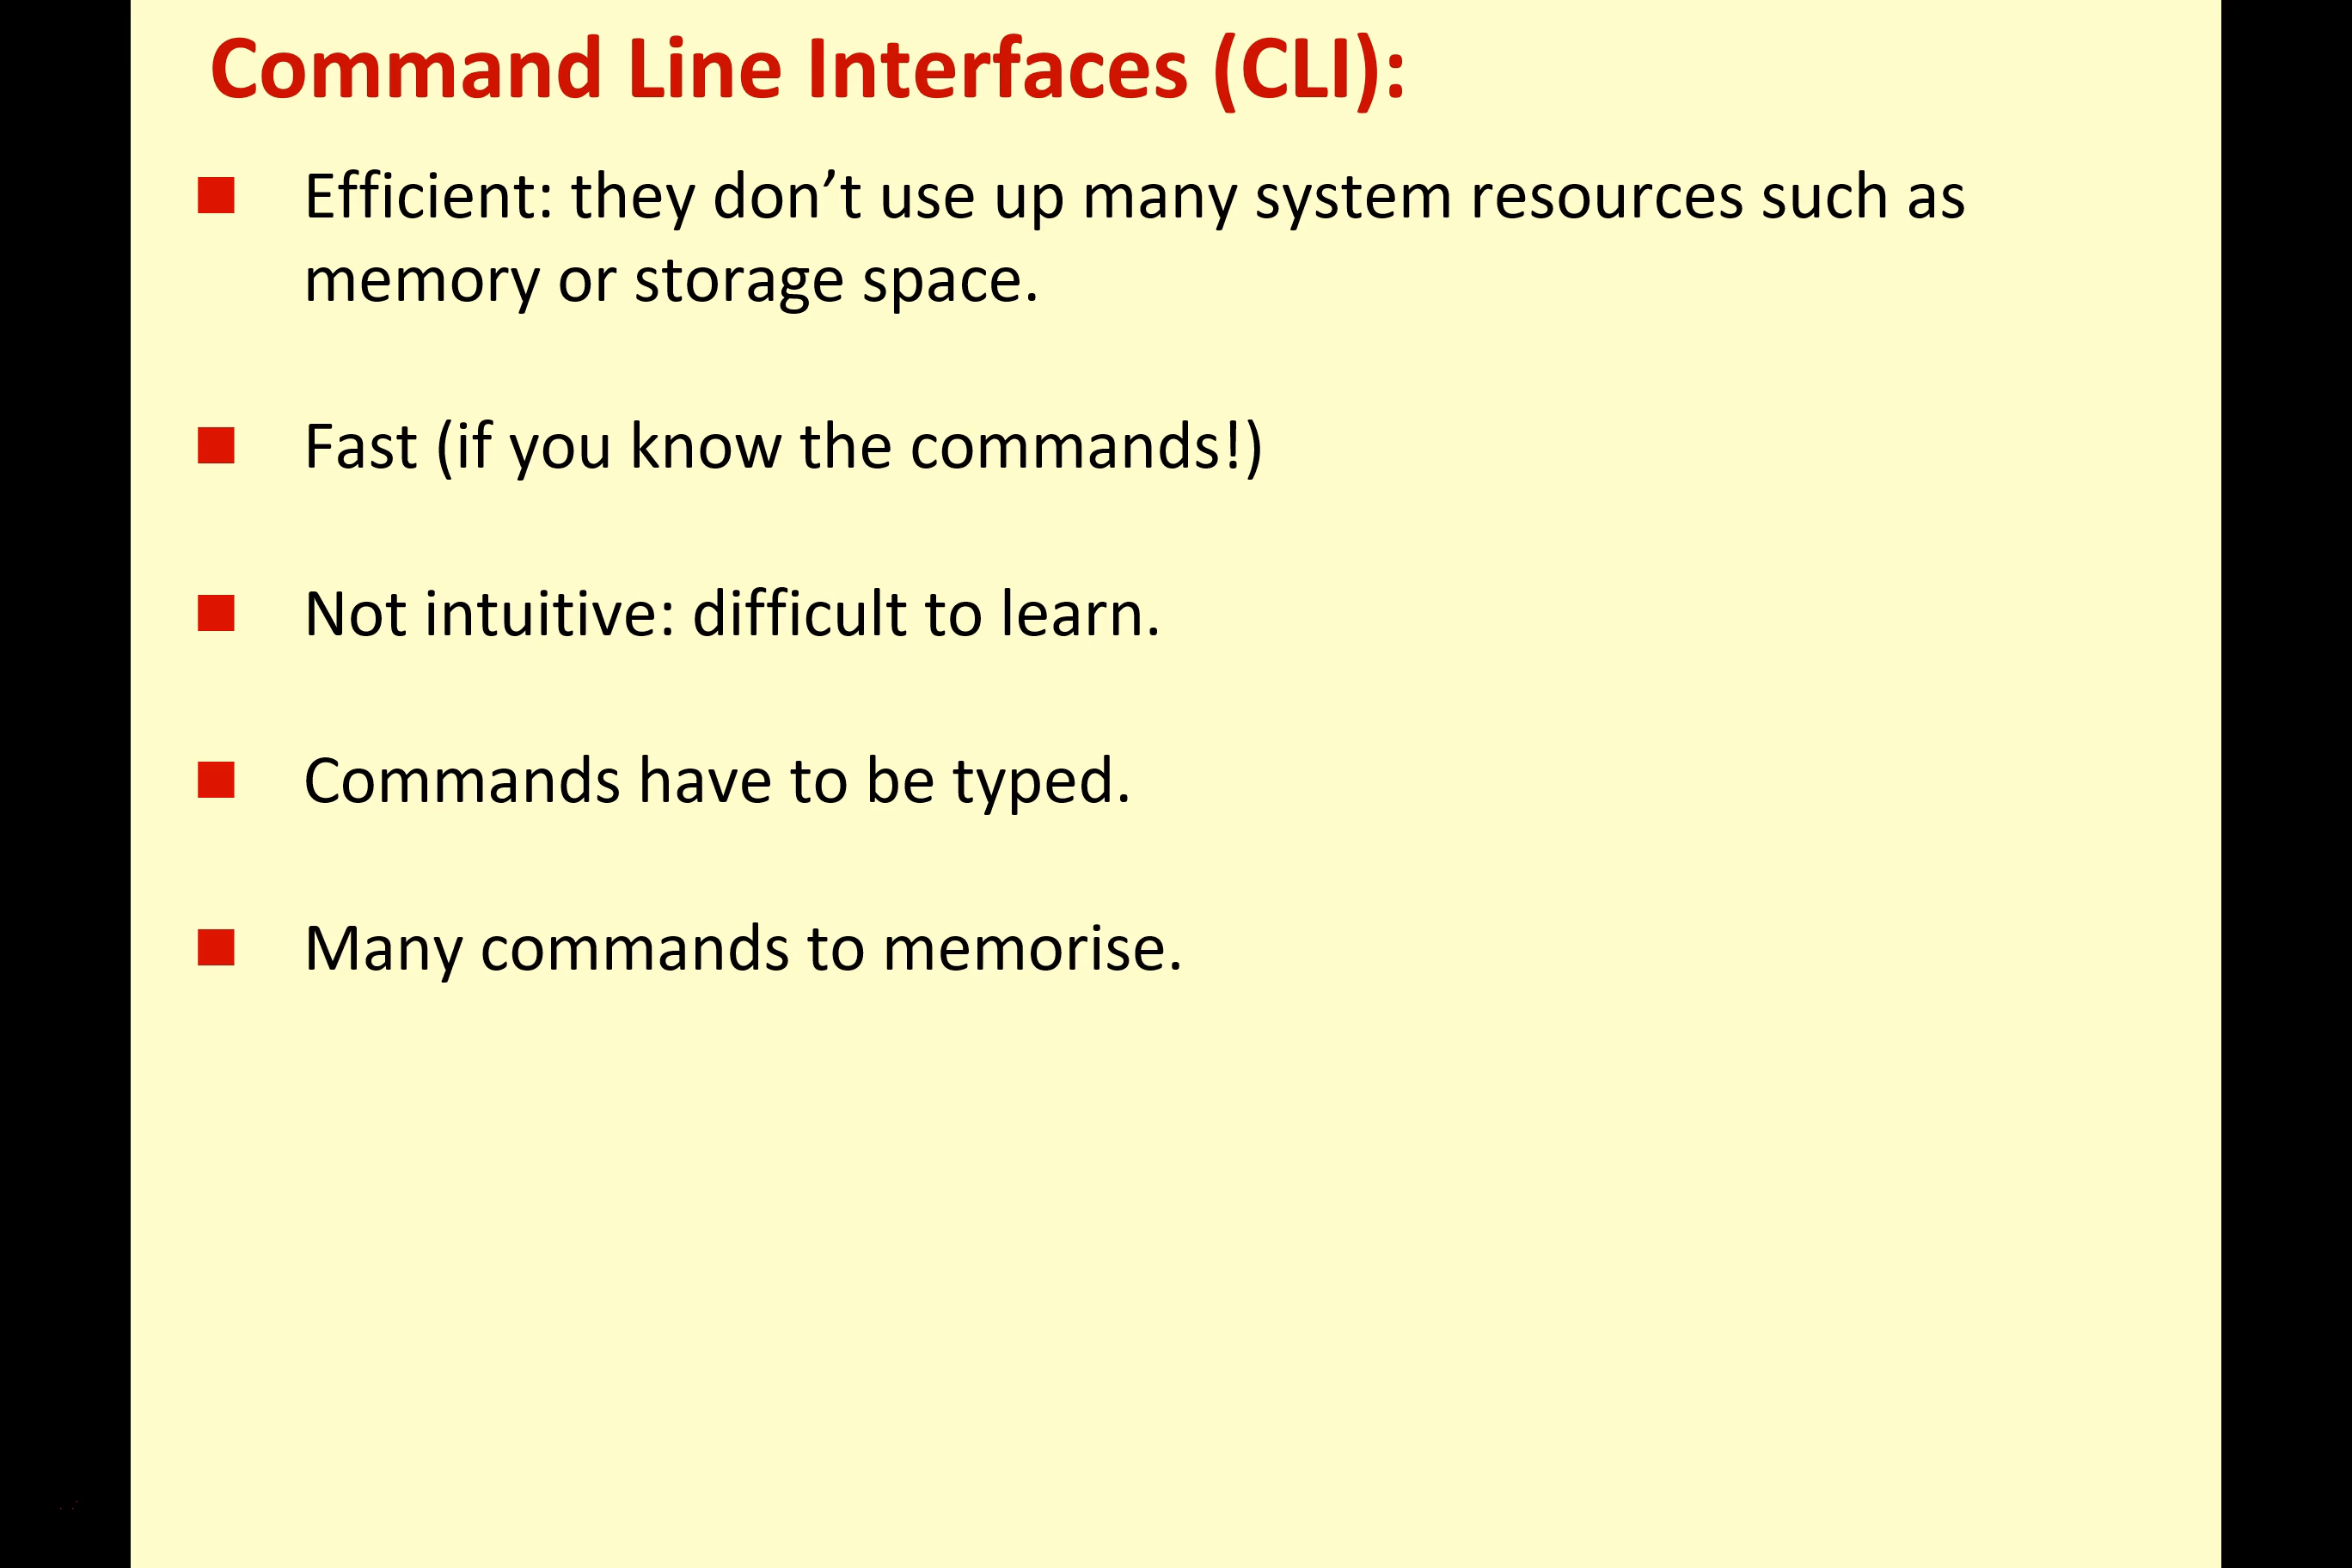 Command Line Interfaces (CLI):
Efficient: they don’t use up many system resources such as
memory or storage space.
Fast (if you know the commands!)
Not intuitive: difficult to learn.
Commands have to be typed.
Many commands to memorise.